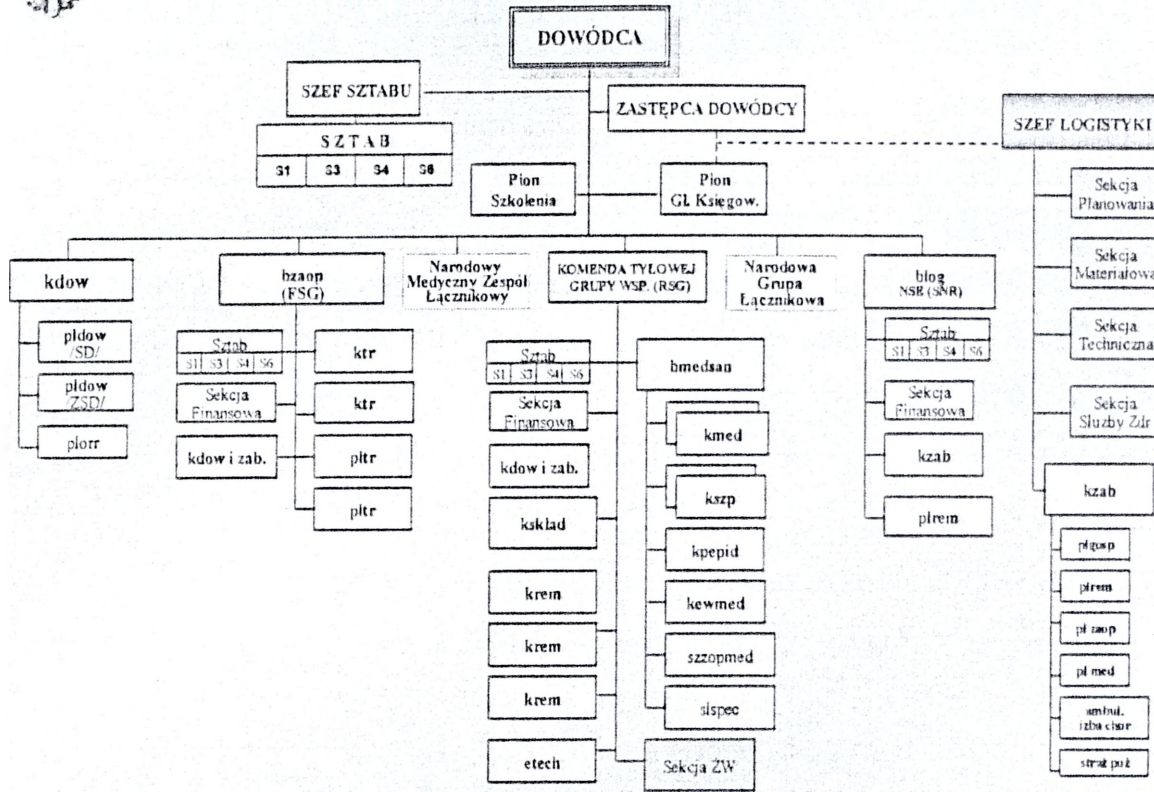 DOWÓDCA
SZEF SZTABU
ZASTĘPCA DOWÓDCY
SZEF LOGISTYKI
SZTAB
S1 S3 S4 S6
Pion
Szkolenia
Pion
Gł. Księgow.
Sekcja
Planowania
Sekcja
Materiałowa
Sekcja
Techniczna
Sekcja
Służby Zdr
kzab
plgosp
plrem
pl zaop
pl med
ambul.
izba chor
straż poż
kdow
pldow
/SD/
pldow
/ZSD/
bzaop
(FSG)
Sztab
S1 S3 S4 S6
Sekcja
Finansowa
kdow i zab.
ktr
ktr
pltr
pltr
Narodowy
Medyczny Zespół
Łącznikowy
KOMENDA TYŁOWEJ
GRUPY WSP. (RSG)
Sztab
S1 S3 S4 S6
Sekcja
Finansowa
kdow i zab.
kskład
krem
krem
krem
etech
bmedsan
kmed
kszp
kpepid
kewmed
szzopmed
sispec
Sekcja ŻW
Narodowa
Grupa
Łącznikowa
blog
NSE (SNR)
Sztab
S1 S3 S4 S6
Sekcja
Finansowa
kzab
plrem